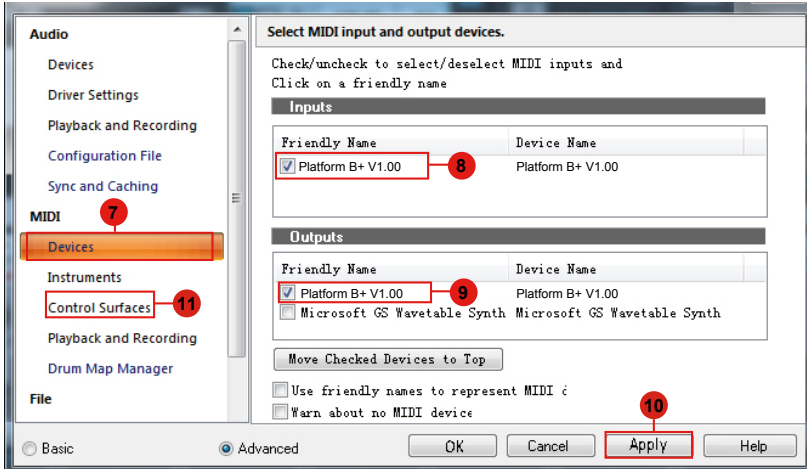 Audio
Devices
Driver Settings
Playback and Recording
Configuration File
Sync and Caching
MIDI
7
Devices
Instruments
Control Surfaces 11
Playback and Recording
Drum Map Manager
File
Basic
Advanced
Select MIDI input and output devices.
Check/uncheck to select/deselect MIDI inputs and
Click on a friendly name
Inputs
Friendly Name Device Name
Platform B+ V1.00 8 Platform B+ V1.00
Outputs
Friendly Name Device Name
Platform B+ V1.00 9 Platform B+ V1.00
Microsoft GS Wavetable Synth Microsoft GS Wavetable Synth
Move Checked Devices to Top
Use friendly names to represent MIDI
Warn about no MIDI device
10
OK Cancel Apply Help